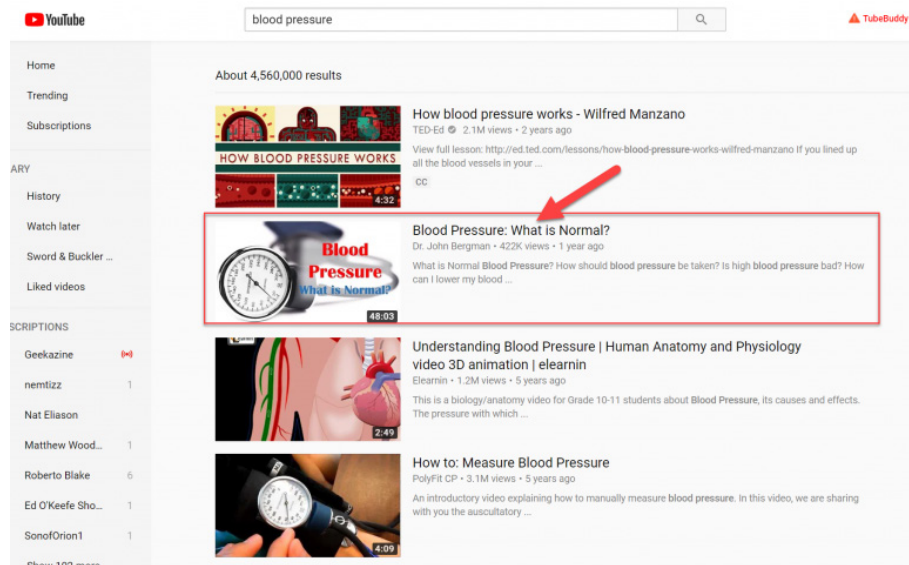 YouTube
blood pressure
TubeBuddy
Home
Trending
Subscriptions
ARY
History
Watch later
Sword & Buckler ...
Liked videos
SCRIPTIONS
Geekazine
nemtizz 1
Nat Eliason
Matthew Wood... 1
Roberto Blake 6
Ed O'Keefe Sho... 1
SonofOrion1 1
Show 102 more
About 4,560,000 results
HOW BLOOD PRESSURE WORKS
4:32
How blood pressure works - Wilfred Manzano
TED-Ed 2.1M views • 2 years ago
View full lesson: http://ed.ted.com/lessons/how-blood-pressure-works-wilfred-manzano If you lined up
all the blood vessels in your ...
CC
Blood
Pressure
What is Normal?
48:03
Blood Pressure: What is Normal?
Dr. John Bergman • 422K views • 1 year ago
What is Normal Blood Pressure? How should blood pressure be taken? Is high blood pressure bad? How
can I lower my blood ...
2:49
Understanding Blood Pressure | Human Anatomy and Physiology
video 3D animation | elearnin
Elearnin • 1.2M views • 5 years ago
This is a biology/anatomy video for Grade 10-11 students about Blood Pressure, its causes and effects.
The pressure with which ...
4:09
How to: Measure Blood Pressure
PolyFit CP • 3.1M views • 5 years ago
An introductory video explaining how to manually measure blood pressure. In this video, we are sharing
with you the auscultatory ...